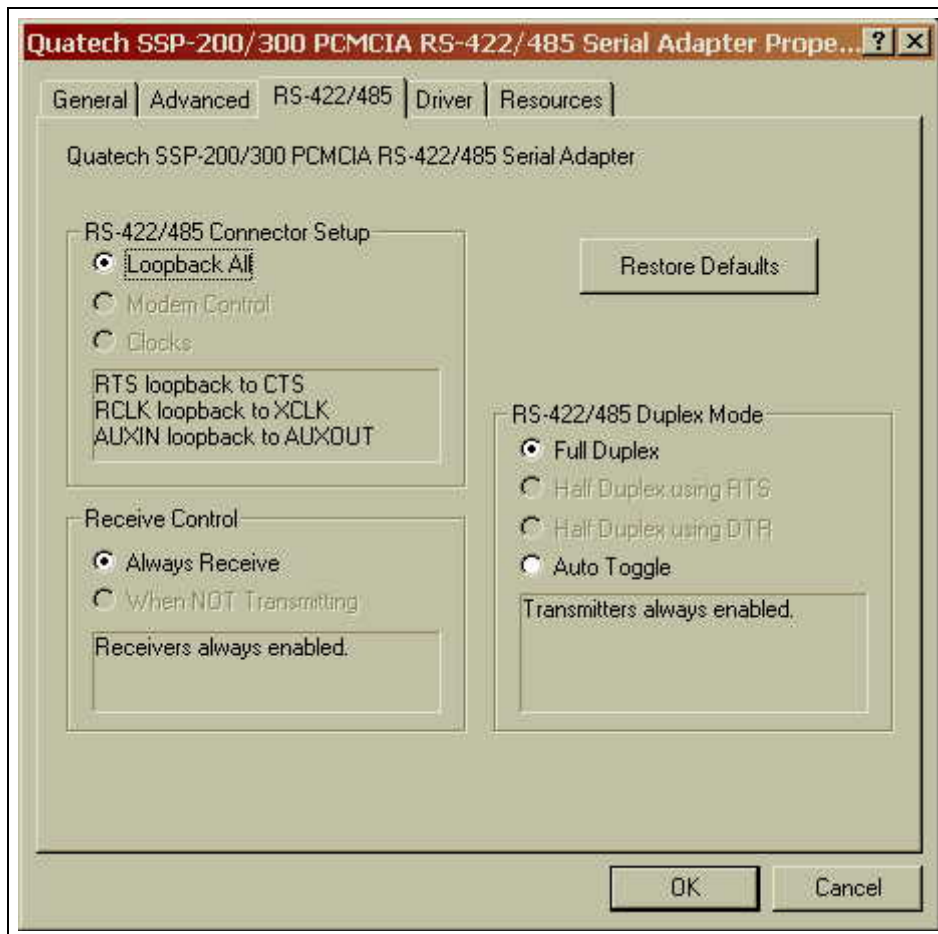 Quatech SSP-200/300 PCMCIA RS-422/485 Serial Adapter Prope...
General Advanced RS-422/485 Driver Resources
Quatech SSP-200/300 PCMCIA RS-422/485 Serial Adapter
RS-422/485 Connector Setup
Loopback All
Modem Control
Clocks
RTS loopback to CTS
RCLK loopback to XCLK
AUXIN loopback to AUXOUT
Restore Defaults
Receive Control
Always Receive
When NOT Transmitting
Receivers always enabled.
RS-422/485 Duplex Mode
Full Duplex
Half Duplex using RTS
Half Duplex using DTR
Auto Toggle
Transmitters always enabled.
OK Cancel